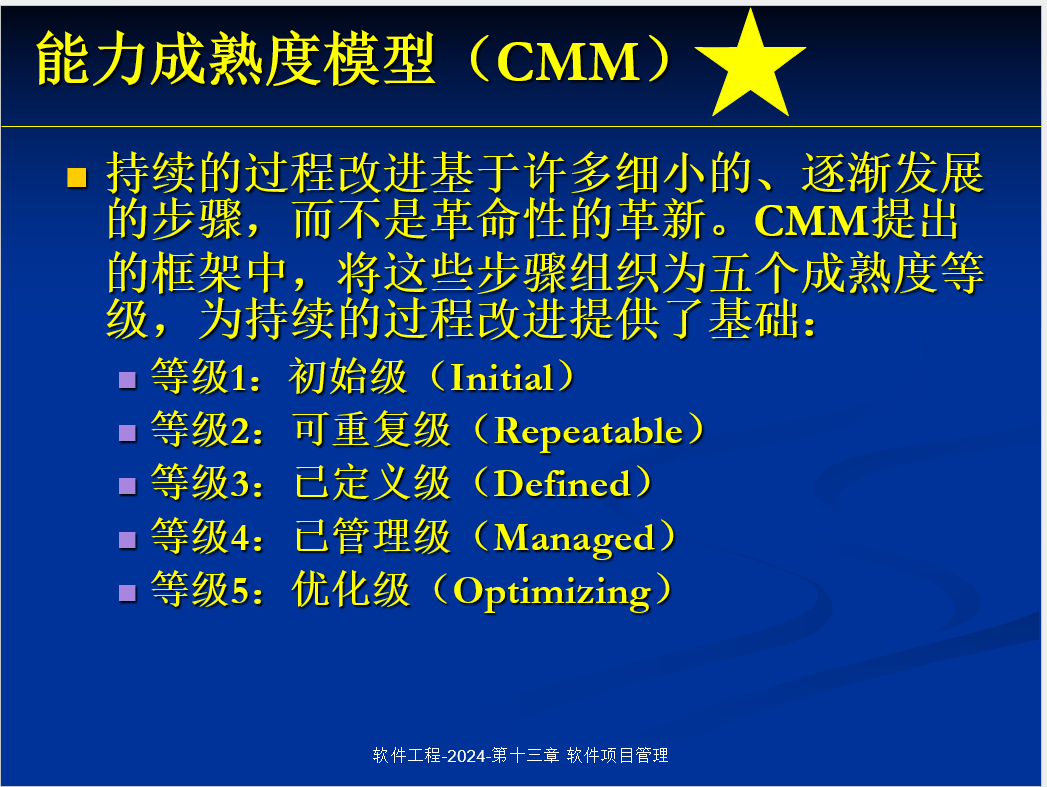 能力成熟度模型（CMM）
持续的过程改进基于许多细小的、逐渐发展
的步骤，而不是革命性的革新。CMM提出
的框架中，将这些步骤组织为五个成熟度等
级，为持续的过程改进提供了基础：
等级1：初始级（Initial）
等级2：可重复级（Repeatable）
等级3：已定义级（Defined）
等级4：已管理级（Managed）
等级5：优化级（Optimizing）
软件工程-2024-第十三章 软件项目管理